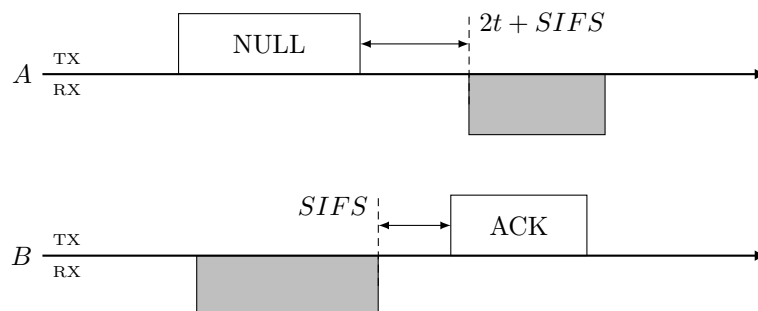 2t + SIFS
NULL
TX
A
RX
SIFS
ACK
TX
B
RX